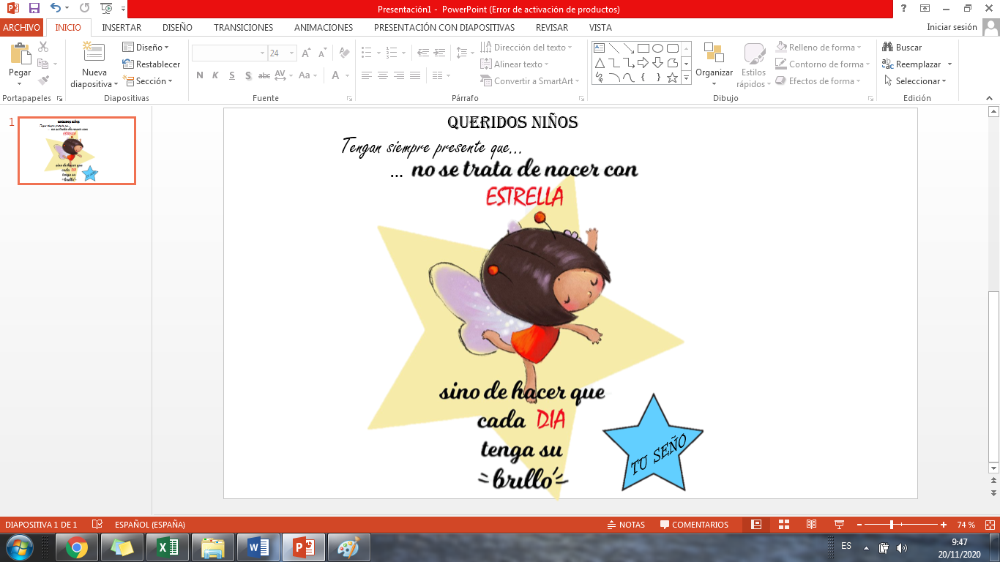 Presentación1 - PowerPoint (Error de activación de productos)
ARCHIVO INICIO INSERTAR DISEÑO TRANSICIONES ANIMACIONES PRESENTACIÓN CON DIAPOSITIVAS REVISAR VISTA Iniciar sesión
Pegar
Nueva diapositiva
Diseño
Restablecer
Sección
24
N K S S abc AV Aa A
Dirección del texto
Alinear texto
Convertir a SmartArt
Organizar
Estilos rápidos
Relleno de forma
Contorno de forma
Efectos de forma
Buscar
Reemplazar
Seleccionar
Portapapeles Diapositivas Fuente Párrafo Dibujo Edición
1
QUERIDOS NIÑOS
Tengan siempre presente que...
... no se trata de nacer con
ESTRELLA
sino de hacer que
cada DIA
tenga su
brillo
TU SEÑO
DIAPOSITIVA 1 DE 1 ESPAÑOL (ESPAÑA) NOTAS COMENTARIOS 74 %
ES 9:47
20/11/2020